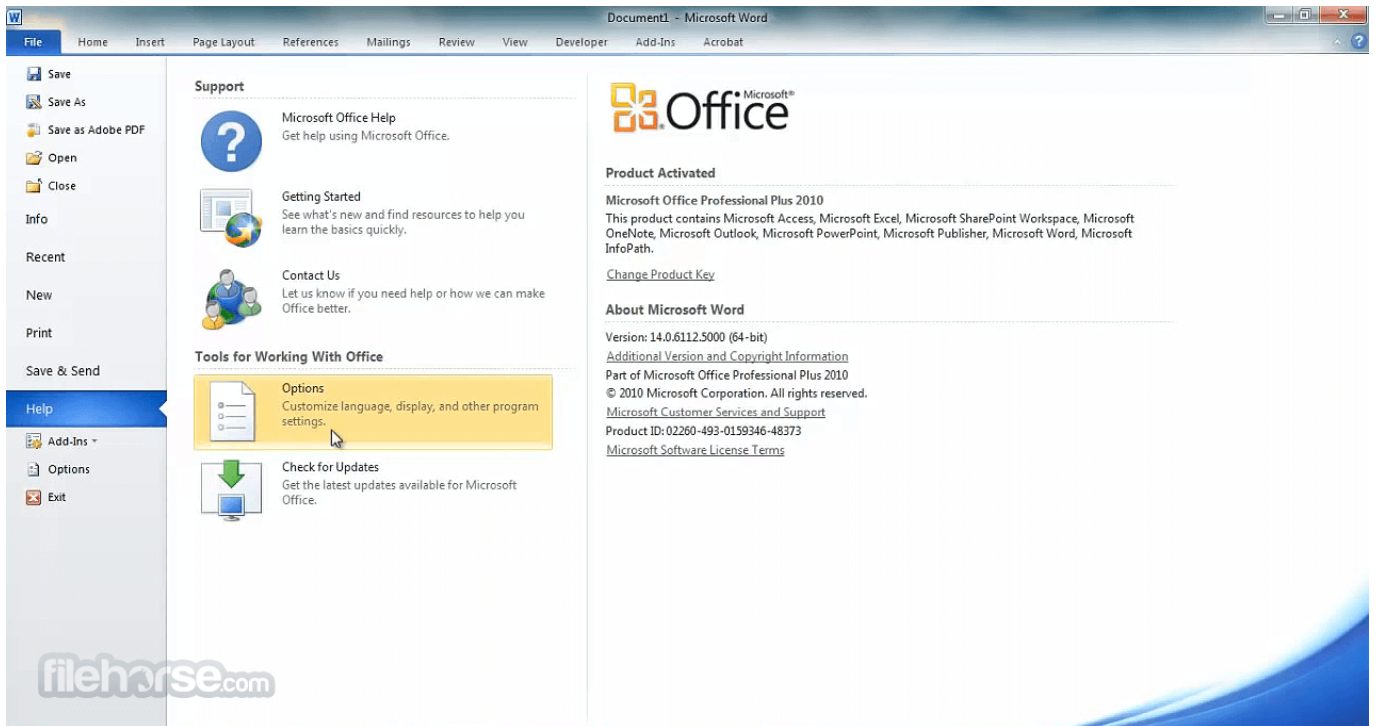 W
Document1 - Microsoft Word
File Home Insert Page Layout References Mailings Review View Developer Add-Ins Acrobat
?
Save
Save As
Save as Adobe PDF
Open
Close
Info
Recent
New
Print
Save & Send
Help
Add-Ins
Options
Exit
Support
?
Microsoft Office Help
Get help using Microsoft Office.
Getting Started
See what's new and find resources to help you
learn the basics quickly.
Contact Us
Let us know if you need help or how we can make
Office better.
Tools for Working With Office
Options
Customize language, display, and other program
settings.
Check for Updates
Get the latest updates available for Microsoft
Office.
Microsoft®
Office
Product Activated
Microsoft Office Professional Plus 2010
This product contains Microsoft Access, Microsoft Excel, Microsoft SharePoint Workspace, Microsoft
OneNote, Microsoft Outlook, Microsoft PowerPoint, Microsoft Publisher, Microsoft Word, Microsoft
InfoPath.
Change Product Key
About Microsoft Word
Version: 14.0.6112.5000 (64-bit)
Additional Version and Copyright Information
Part of Microsoft Office Professional Plus 2010
© 2010 Microsoft Corporation. All rights reserved.
Microsoft Customer Services and Support
Product ID: 02260-493-0159346-48373
Microsoft Software License Terms
filehorse.com